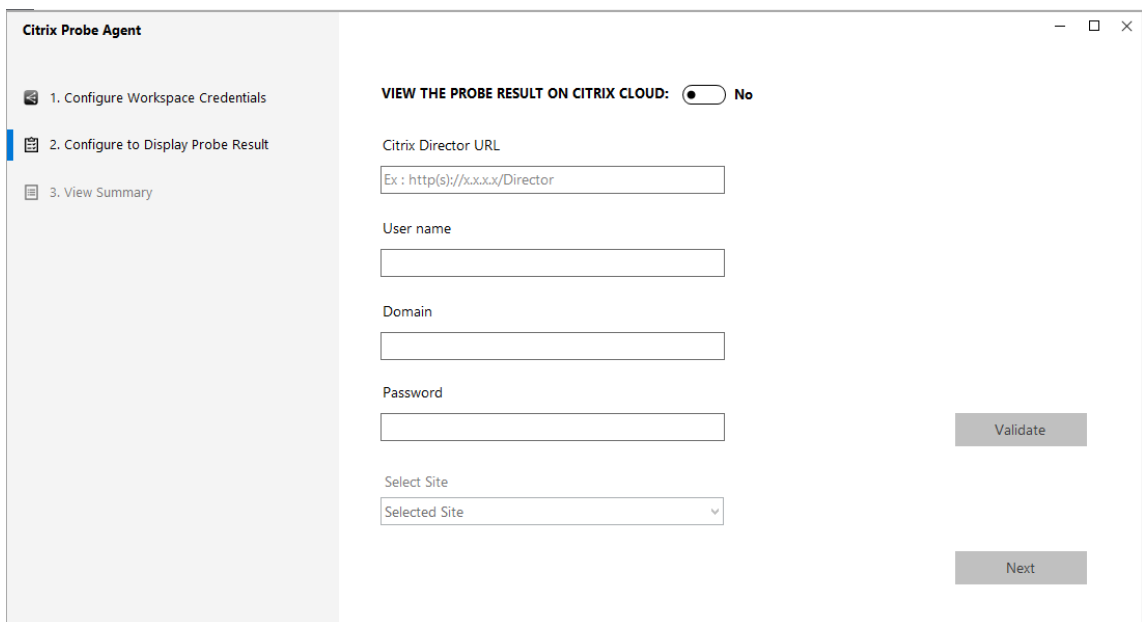 Citrix Probe Agent
1. Configure Workspace Credentials
2. Configure to Display Probe Result
3. View Summary
VIEW THE PROBE RESULT ON CITRIX CLOUD: No
Citrix Director URL
Ex : http(s)://x.x.x.x/Director
User name
Domain
Password
Validate
Select Site
Selected Site
Next